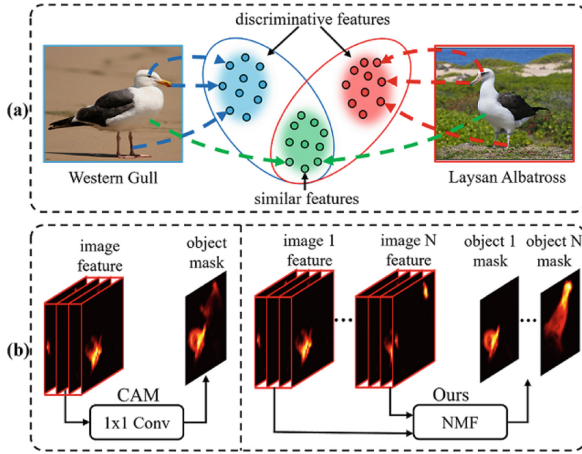 discriminative features
(a)
Western Gull
Laysan Albatross
similar features
image feature
object mask
image 1 feature
image N feature
object 1 mask
object N mask
...
...
(b)
CAM
Ours
1x1 Conv
NMF